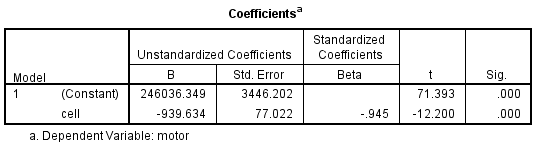 Coefficientsa
Unstandardized Coefficients Standardized Coefficients
Model B Std. Error Beta t Sig.
1 (Constant) 246036.349 3446.202 71.393 .000
cell -939.634 77.022 -.945 -12.200 .000
a. Dependent Variable: motor